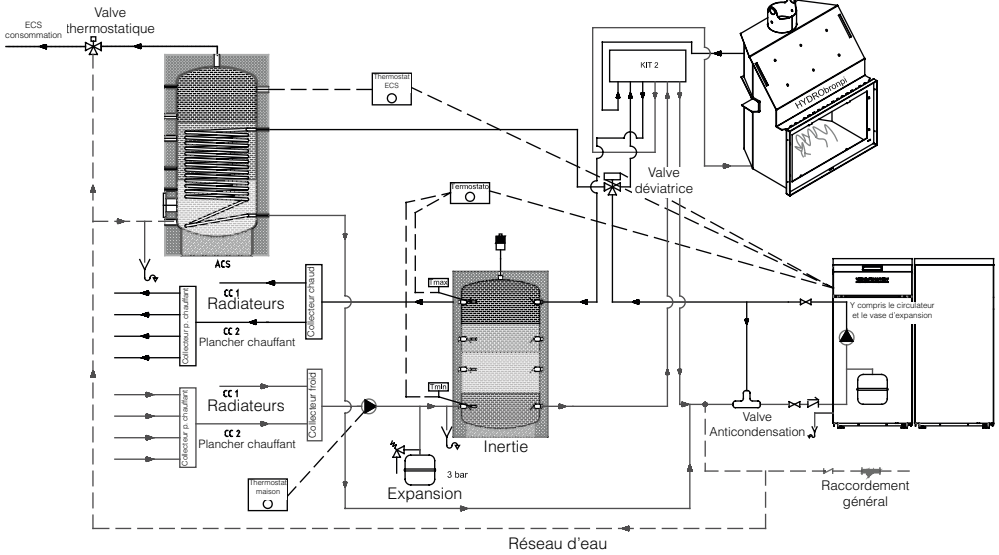 ECS
consommation
Valve
thermostatique
Thermostat
ECS
KIT 2
HYDRObronpi
Valve
déviatrice
Termostato
ACS
Tmax
CC 1
Radiateurs
CC 2
Plancher chauffant
Collecteur p. chauffant
Collecteur chaud
Y compris le circulateur
et le vase d'expansion
Tmin
CC 1
Radiateurs
CC 2
Plancher chauffant
Collecteur p. chauffant
Collecteur froid
Inertie
Valve
Anticondensation
Thermostat
maison
3 bar
Expansion
Raccordement
général
Réseau d'eau